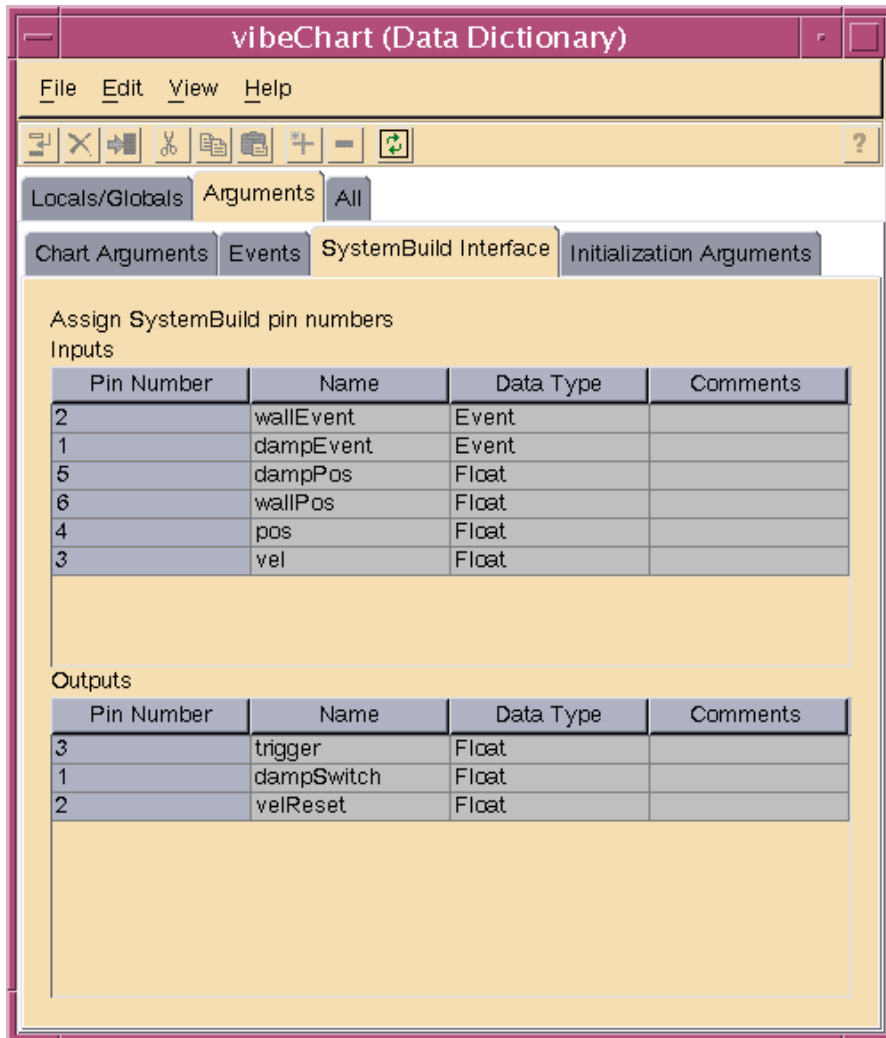 vibeChart (Data Dictionary)
File Edit View Help
?
Locals/Globals Arguments All
Chart Arguments Events SystemBuild Interface Initialization Arguments
Assign SystemBuild pin numbers
Inputs
Pin Number Name Data Type Comments
2 wallEvent Event
1 dampEvent Event
5 dampPos Float
6 wallPos Float
4 pos Float
3 vel Float
Outputs
Pin Number Name Data Type Comments
3 trigger Float
1 dampSwitch Float
2 velReset Float